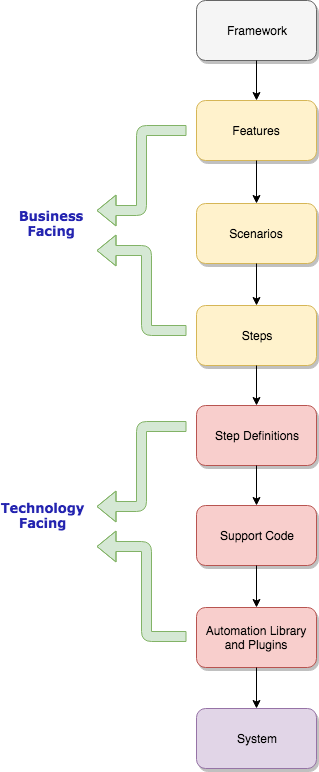 Framework
Features
Business
Facing
Scenarios
Steps
Step Definitions
Technology
Facing
Support Code
Automation Library
and Plugins
System